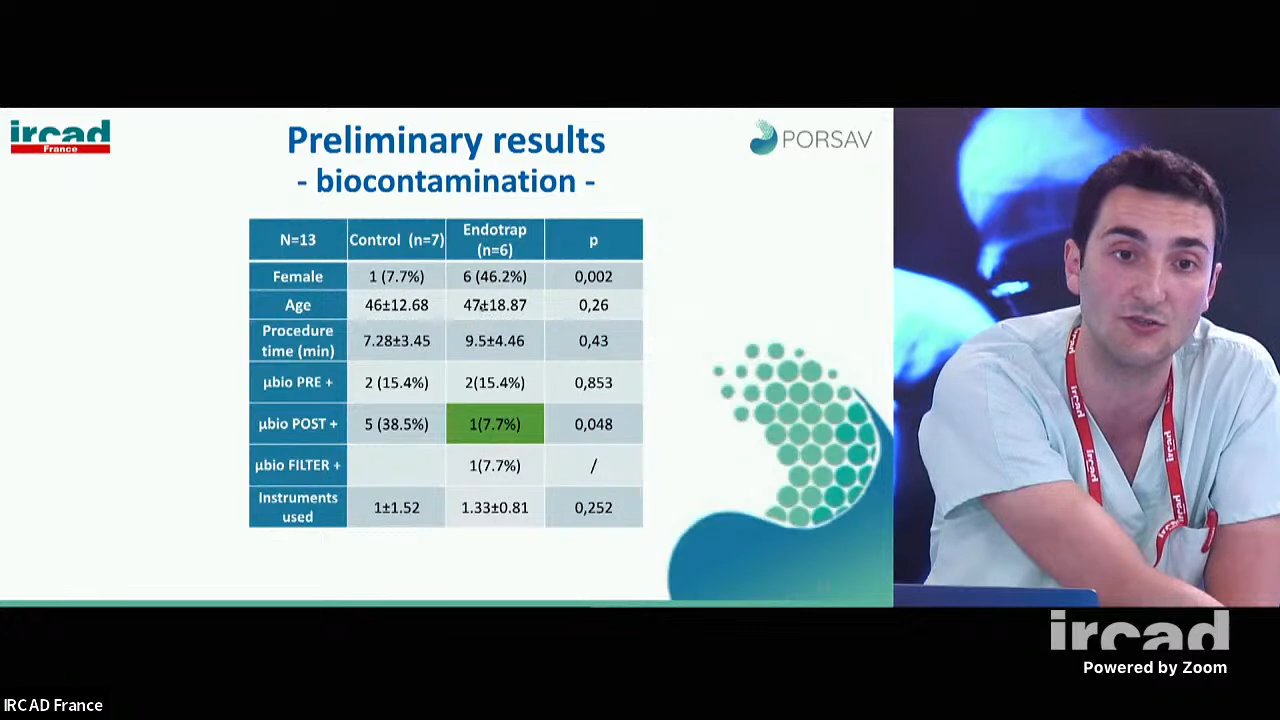 ircad
France
Preliminary results
- biocontamination -
PORSAV
N=13 Control (n=7) Endotrap (n=6) p
Female 1 (7.7%) 6 (46.2%) 0,002
Age 46±12.68 47±18.87 0,26
Procedure time (min) 7.28±3.45 9.5±4.46 0,43
µbio PRE + 2 (15.4%) 2(15.4%) 0,853
µbio POST + 5 (38.5%) 1(7.7%) 0,048
µbio FILTER + 1(7.7%) /
Instruments used 1±1.52 1.33±0.81 0,252
ircad
ircad
ircad
Powered by Zoom
IRCAD France